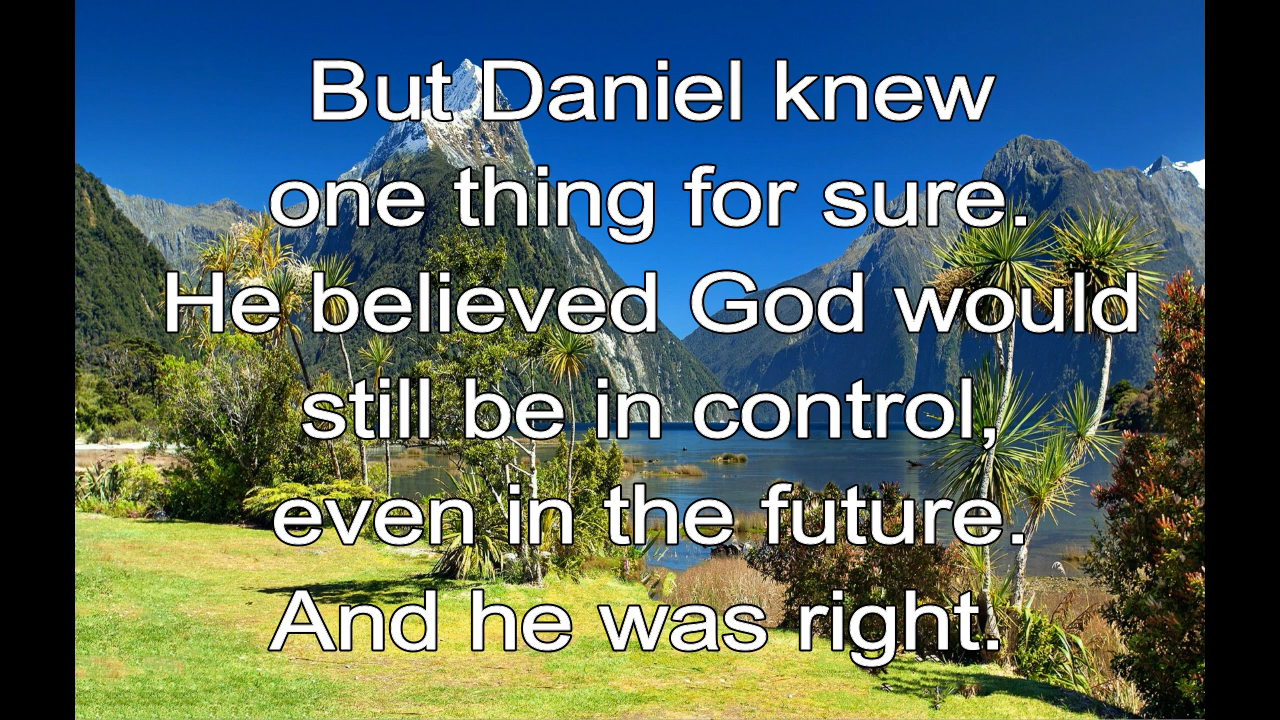 But Daniel knew
one thing for sure.
He believed God would
still be in control,
even in the future.
And he was right.